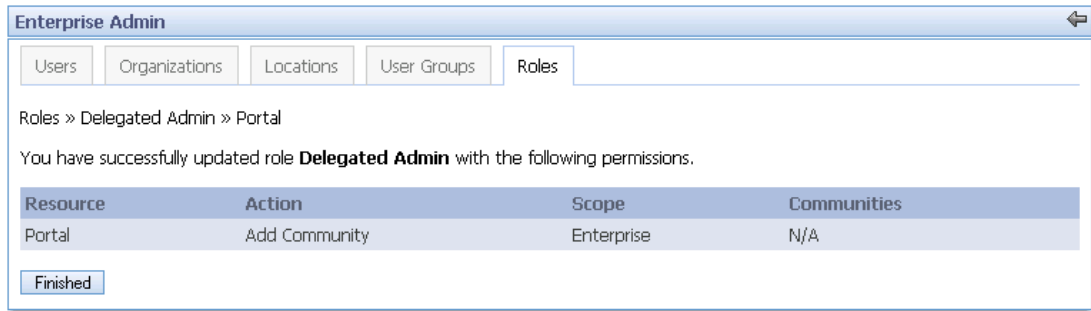 Enterprise Admin
Users Organizations Locations User Groups Roles
Roles » Delegated Admin » Portal
You have successfully updated role Delegated Admin with the following permissions.
Resource Action Scope Communities
Portal Add Community Enterprise N/A
Finished